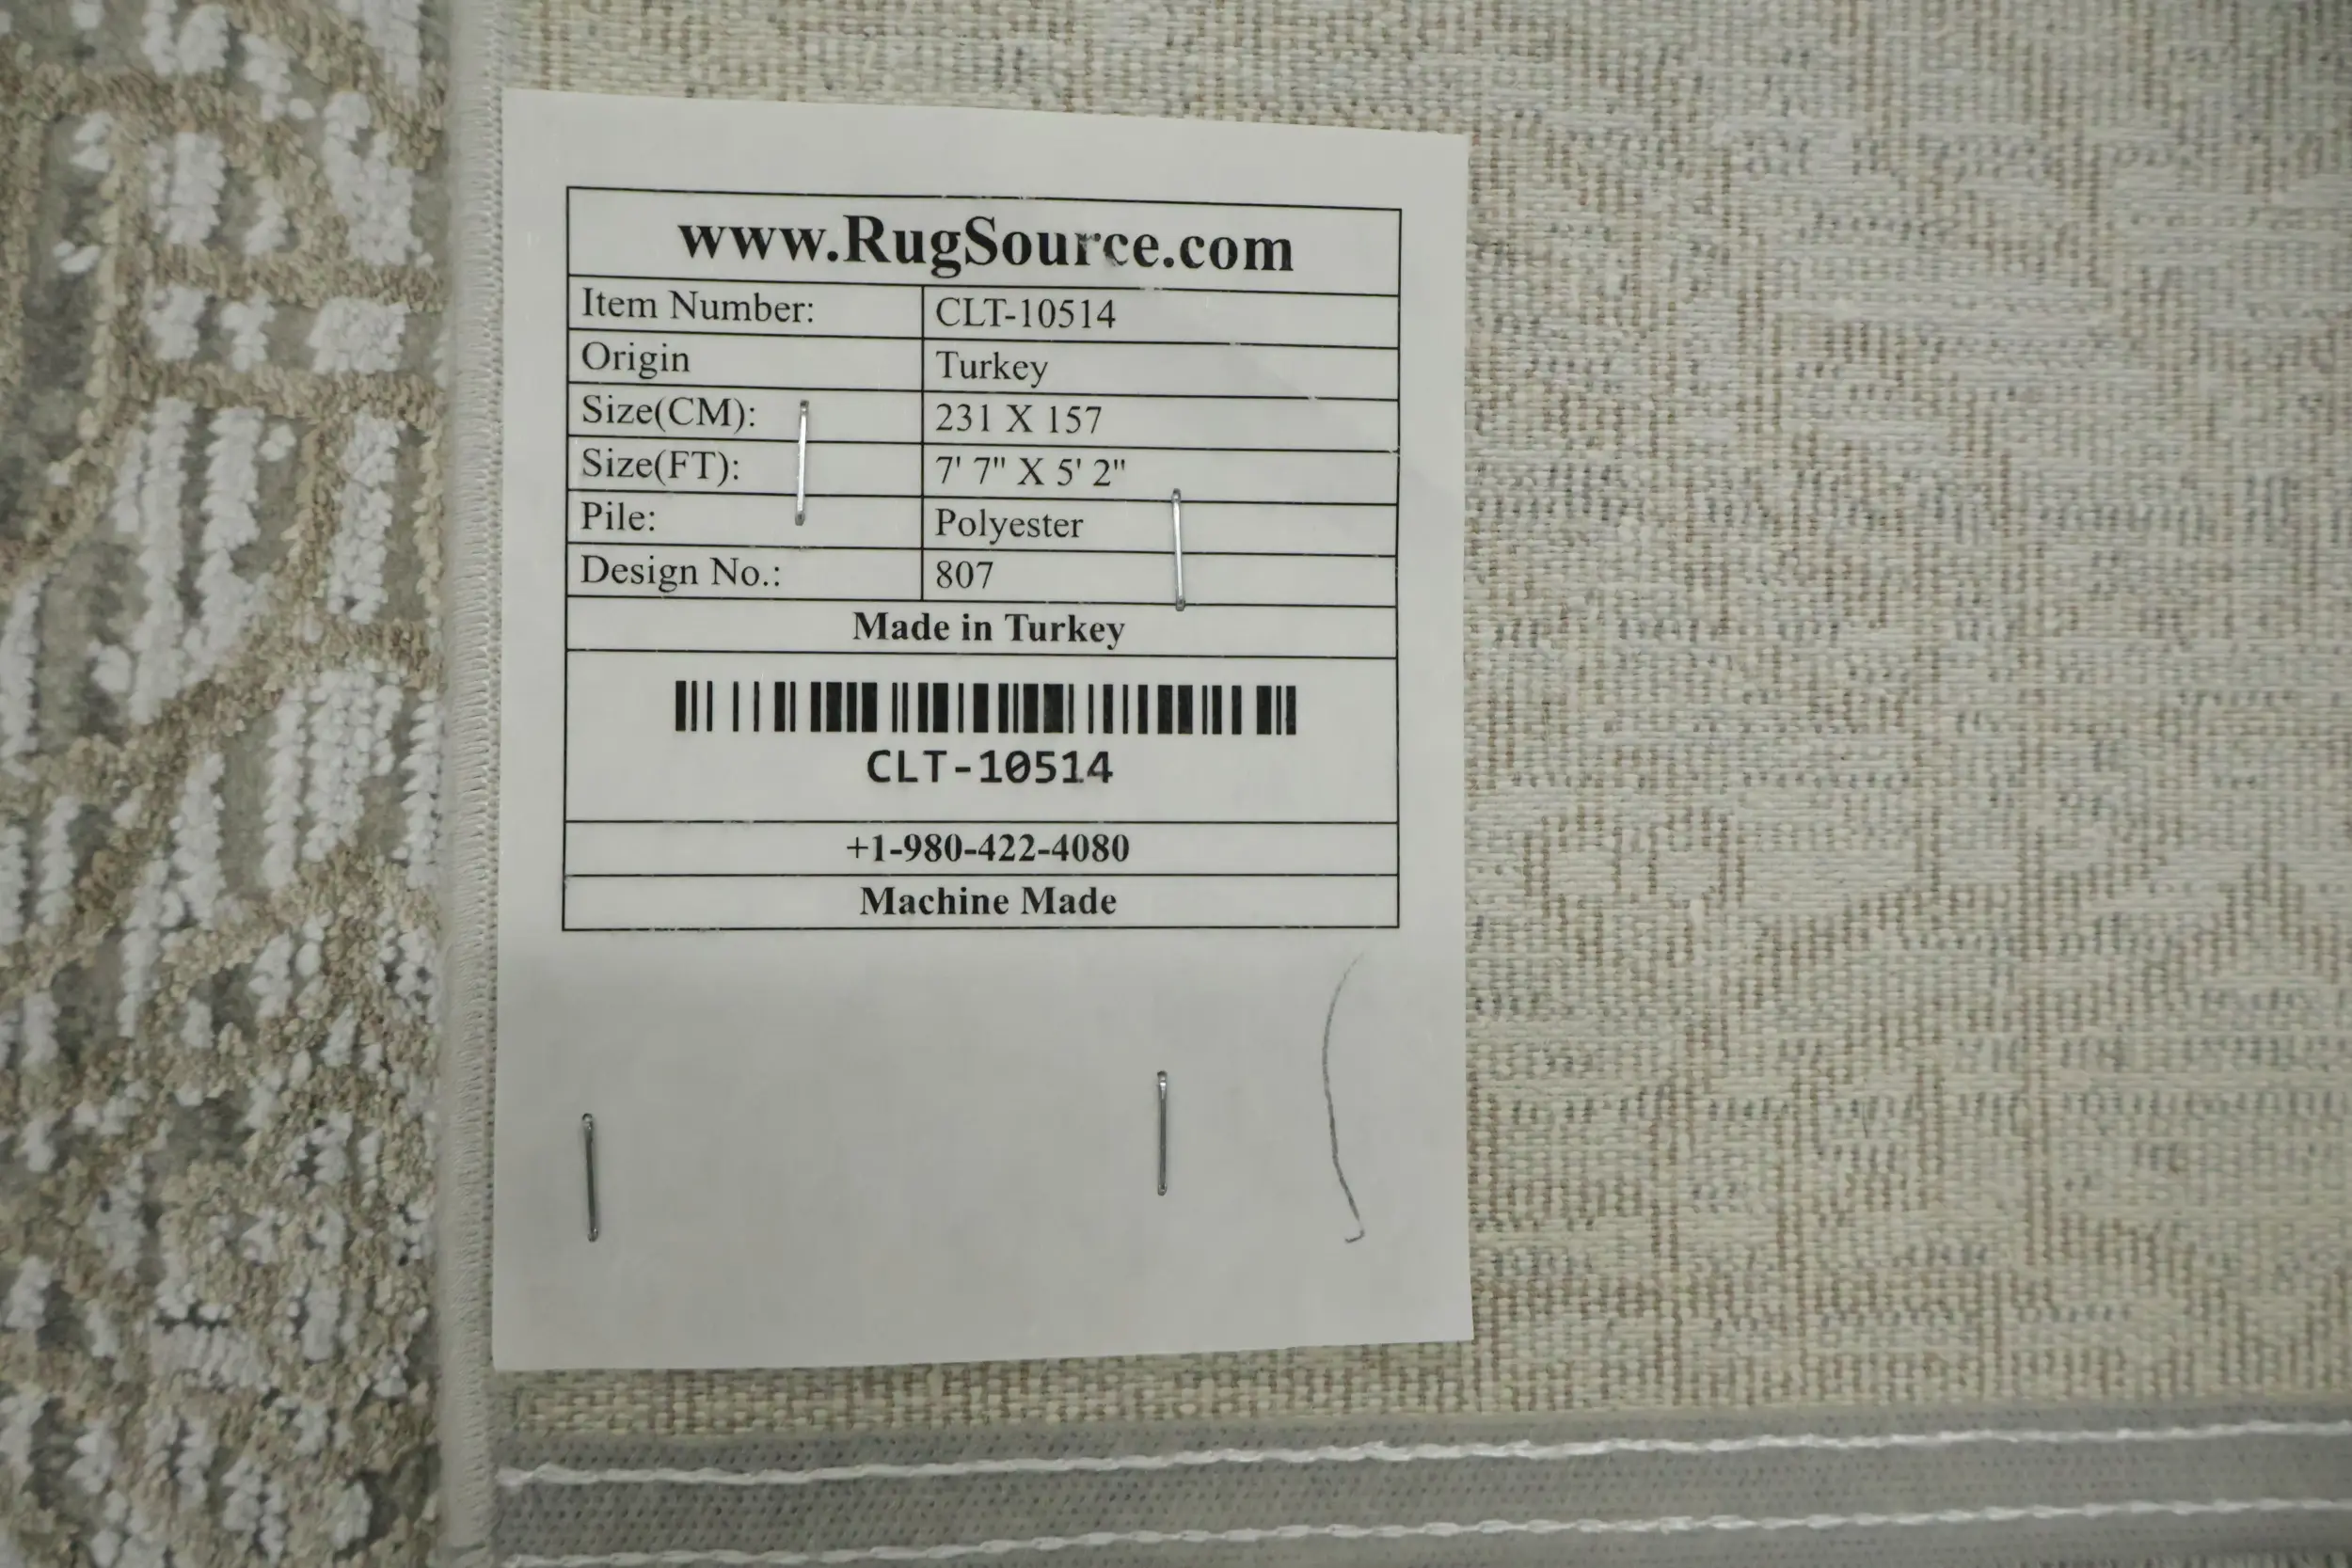 www.RugSource.com
Item Number: CLT-10514
Origin Turkey
Size(CM): 231 X 157
Size(FT): 7' 7" X 5' 2"
Pile: Polyester
Design No.: 807
Made in Turkey
CLT-10514
+1-980-422-4080
Machine Made